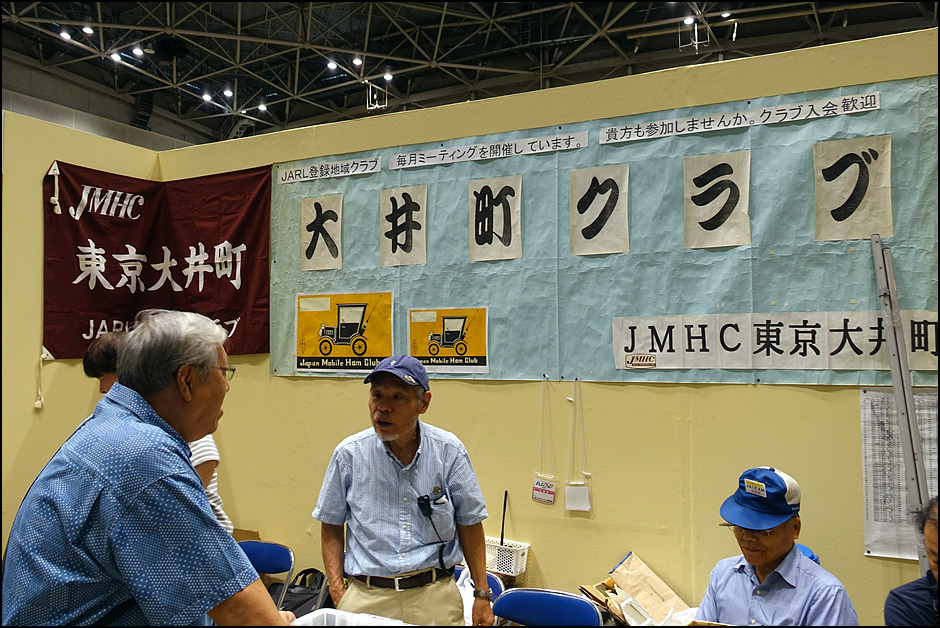 JARL登録地域クラブ
毎月ミーティングを開催しています。
貴方も参加しませんか。クラブ入会歓迎
大井町クラブ
JMHC
東京大井町
Japan Mobile Ham Club
Japan Mobile Ham Club
JMHC東京大井町
JMHC